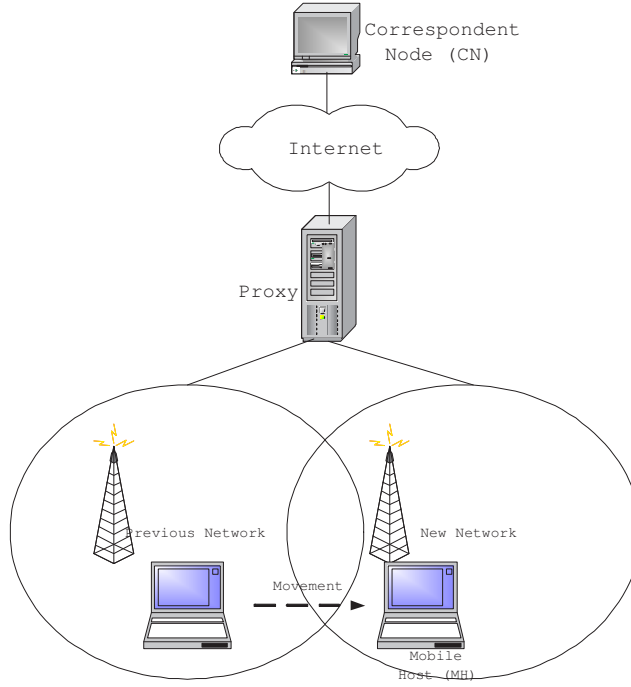 Correspondent
Node (CN)
Internet
Proxy
Previous Network
New Network
Movement
Mobile
Host (MH)